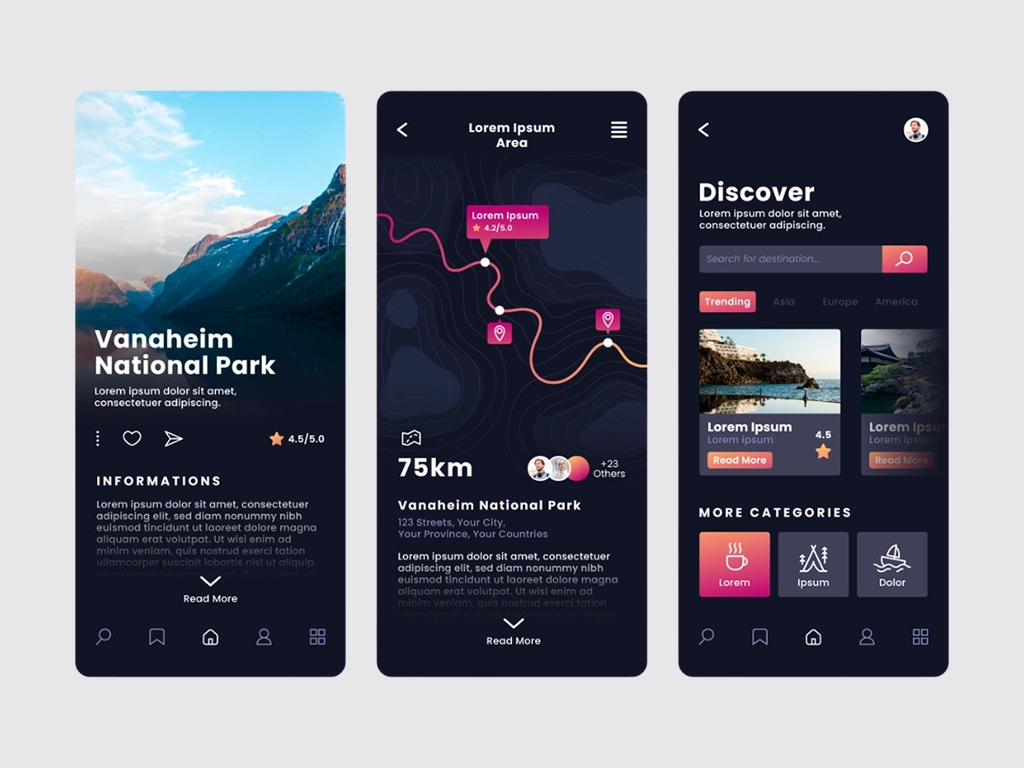 Vanaheim
National Park
Lorem ipsum dolor sit amet,
consectetuer adipiscing.
4.5/5.0
INFORMATIONS
Lorem ipsum dolor sit amet, consectetuer
adipiscing elit, sed diam nonummy nibh
euismod tincidunt ut laoreet dolore magna
aliquam erat volutpat. Ut wisi enim ad
minim veniam, quis nostrud exerci tation
ullamcorper suscipit lobortis nisl ut aliquip
Read More
Lorem Ipsum
Area
Lorem Ipsum
4.2/5.0
75km
+23
Others
Vanaheim National Park
123 Streets, Your City,
Your Province, Your Countries
Lorem ipsum dolor sit amet, consectetuer
adipiscing elit, sed diam nonummy nibh
euismod tincidunt ut laoreet dolore magna
aliquam erat volutpat. Ut wisi enim ad
minim veniam, quis nostrud exerci tation
Read More
Discover
Lorem ipsum dolor sit amet,
consectetuer adipiscing.
Search for destination...
Trending Asia Europe America
Lorem Ipsum
Lorem ipsum
4.5
Read More
Lorem Ipsum
Lorem ipsum
Read More
MORE CATEGORIES
Lorem Ipsum Dolor